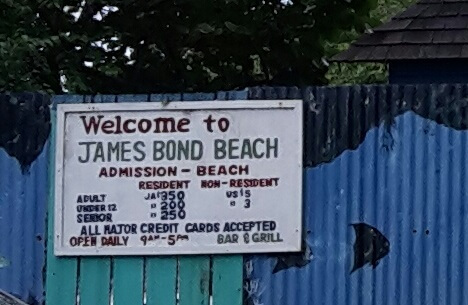 Welcome to
JAMES BOND BEACH
ADMISSION - BEACH
RESIDENT NON-RESIDENT
ADULT JA$350 US$5
UNDER 12 " 200 " 3
SENIOR " 250
ALL MAJOR CREDIT CARDS ACCEPTED
OPEN DAILY 9AM-5PM BAR & GRILL